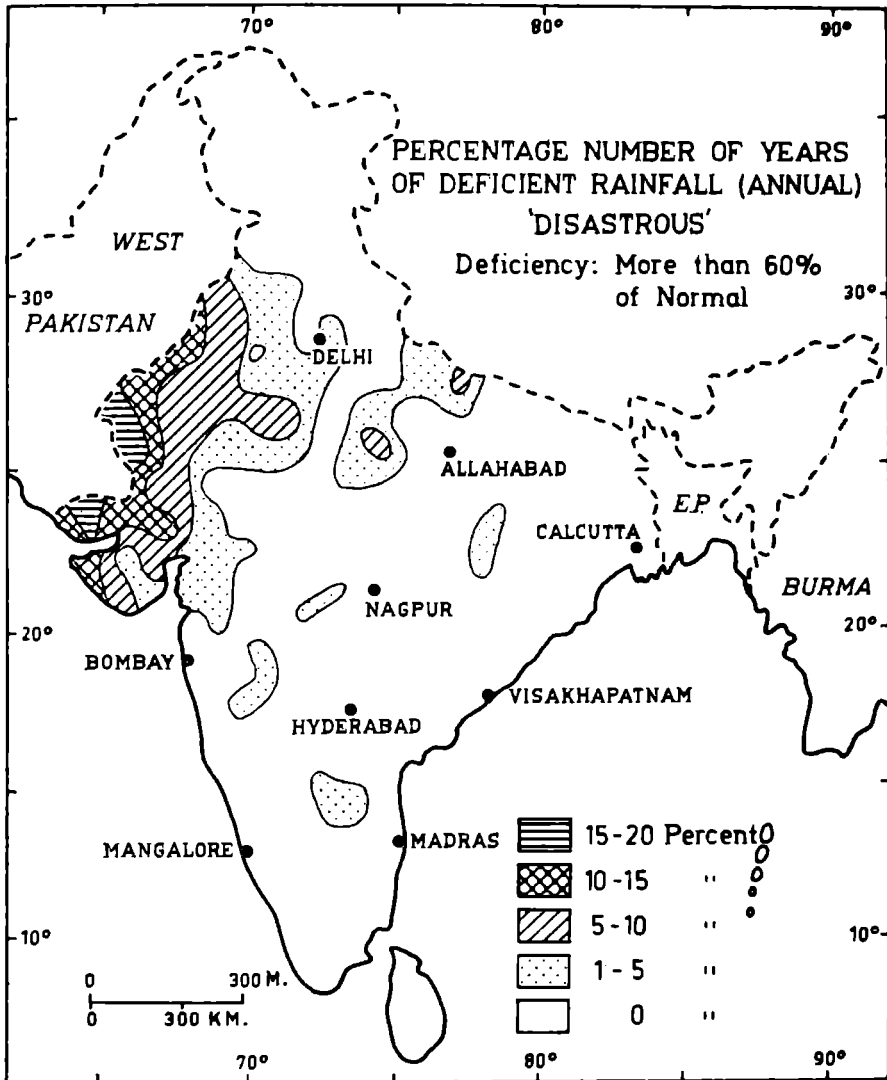 70° 80° 90°
PERCENTAGE NUMBER OF YEARS
OF DEFICIENT RAINFALL (ANNUAL)
'DISASTROUS'
Deficiency: More than 60%
of Normal
WEST
PAKISTAN
30° 30°
DELHI
ALLAHABAD
E.P.
CALCUTTA
BURMA
NAGPUR
20° 20°
BOMBAY
VISAKHAPATNAM
HYDERABAD
MANGALORE
MADRAS
15-20 Percent
10-15 "
5-10 "
1-5 "
0 "
10° 10°
0 300 M.
0 300 KM.
70° 80° 90°